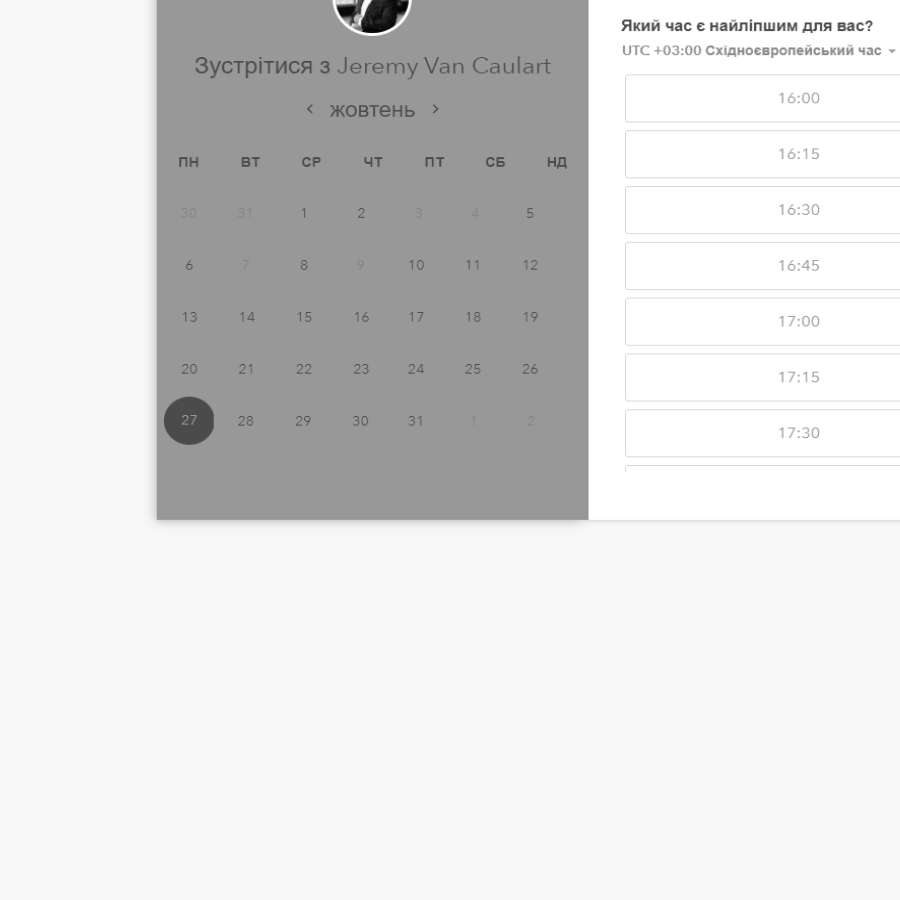 Зустрітися з Jeremy Van Caulart
жовтень
ПН ВТ СР ЧТ ПТ СБ НД
30 31 1 2 3 4 5
6 7 8 9 10 11 12
13 14 15 16 17 18 19
20 21 22 23 24 25 26
27 28 29 30 31 1 2
Який час є найліпшим для вас?
UTC +03:00 Східноєвропейський час
16:00
16:15
16:30
16:45
17:00
17:15
17:30